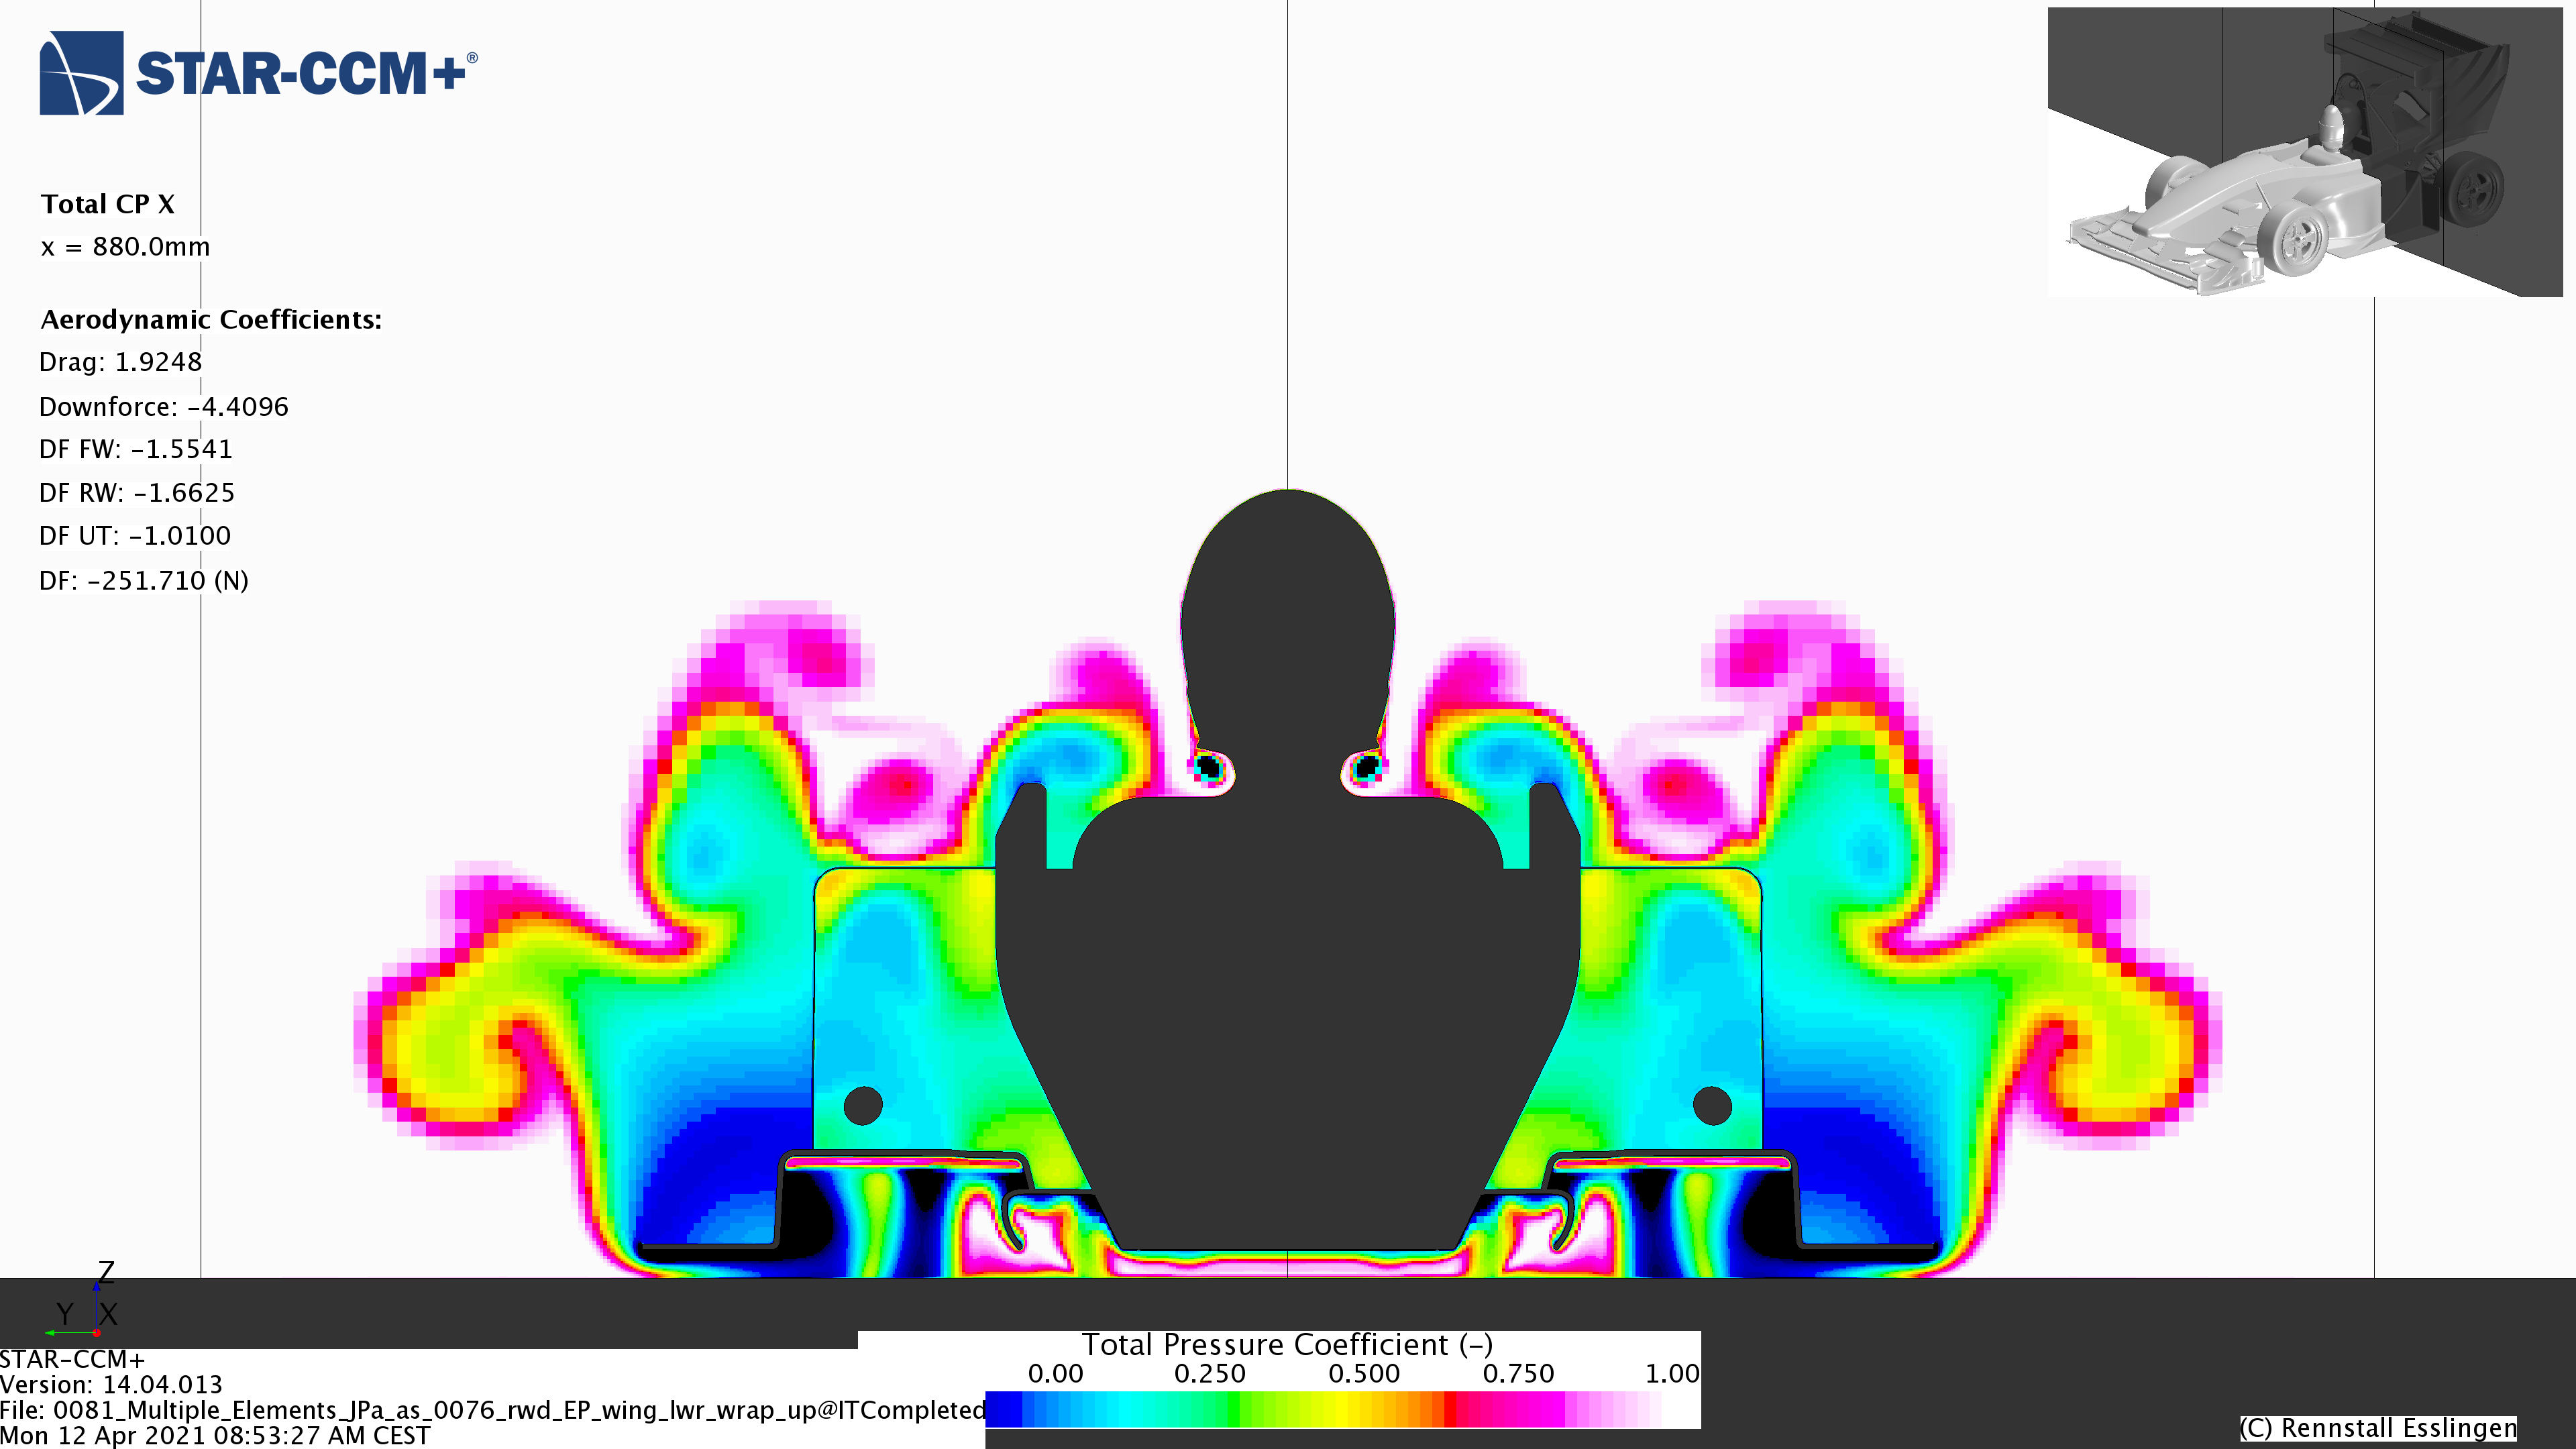 STAR-CCM+®
Total CP X
x = 880.0mm
Aerodynamic Coefficients:
Drag: 1.9248
Downforce: -4.4096
DF FW: -1.5541
DF RW: -1.6625
DF UT: -1.0100
DF: -251.710 (N)
Z
Y X
Total Pressure Coefficient (-)
0.00 0.250 0.500 0.750 1.00
STAR-CCM+
Version: 14.04.013
File: 0081_Multiple_Elements_JPa_as_0076_rwd_EP_wing_lwr_wrap_up@ITCompleted
Mon 12 Apr 2021 08:53:27 AM CEST
(C) Rennstall Esslingen